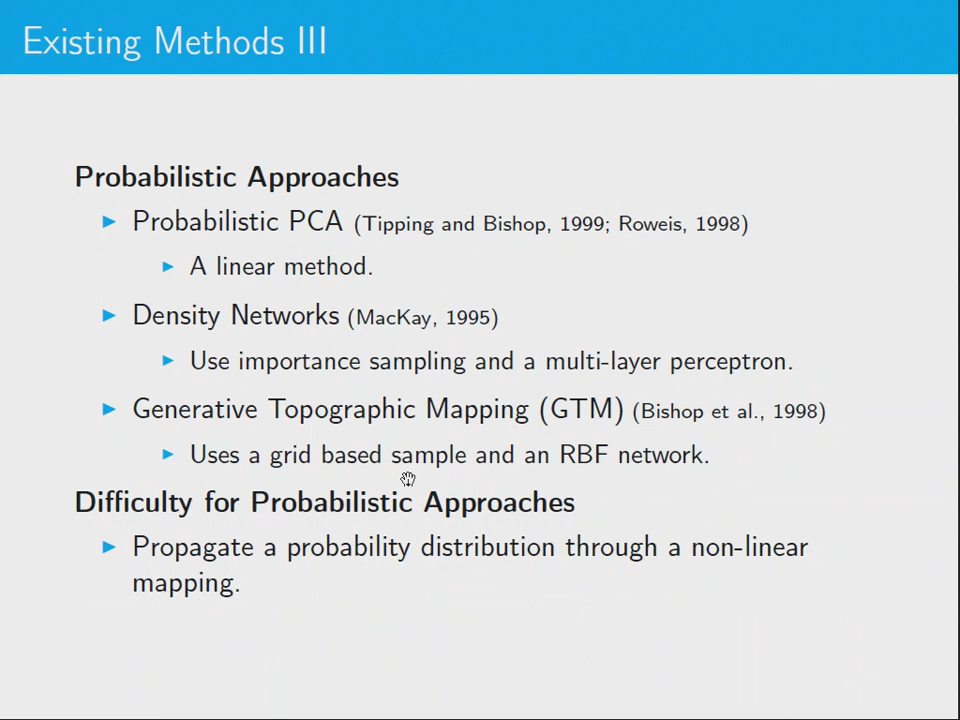 Existing Methods III
Probabilistic Approaches
Probabilistic PCA (Tipping and Bishop, 1999; Roweis, 1998)
A linear method.
Density Networks (MacKay, 1995)
Use importance sampling and a multi-layer perceptron.
Generative Topographic Mapping (GTM) (Bishop et al., 1998)
Uses a grid based sample and an RBF network.
Difficulty for Probabilistic Approaches
Propagate a probability distribution through a non-linear
mapping.